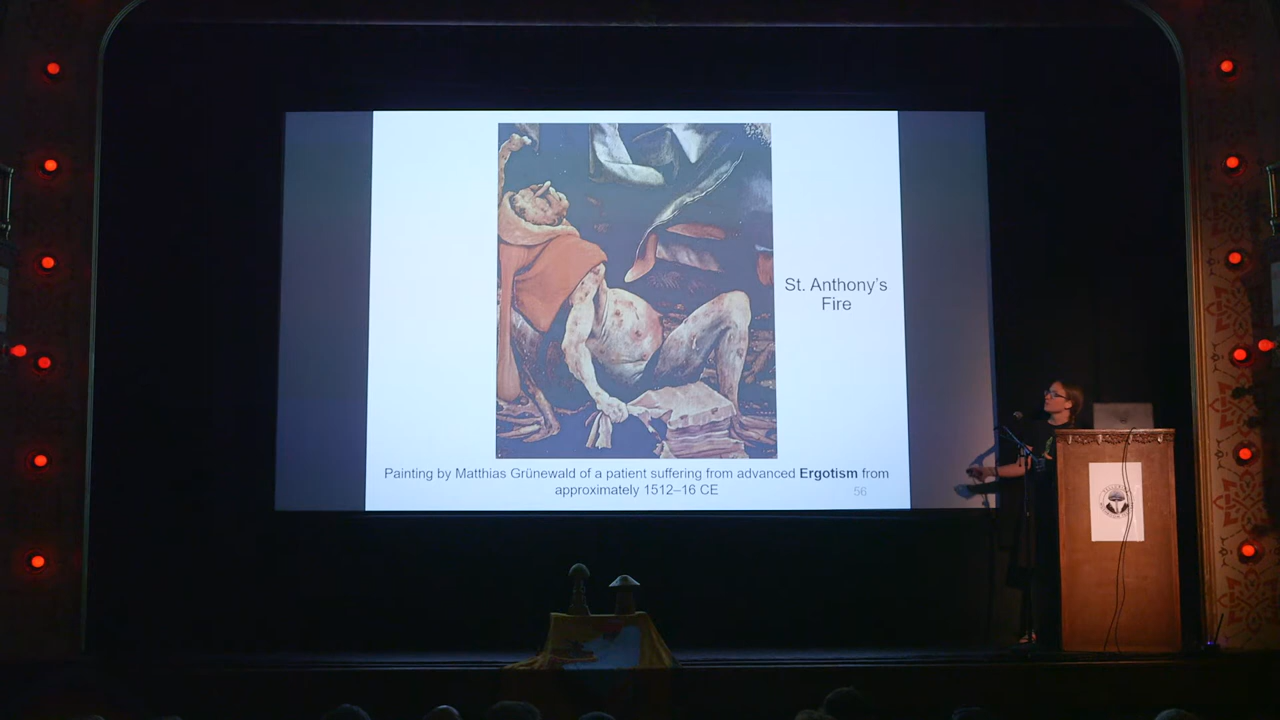 St. Anthony's
Fire
Painting by Matthias Grünewald of a patient suffering from advanced Ergotism from
approximately 1512–16 CE
56